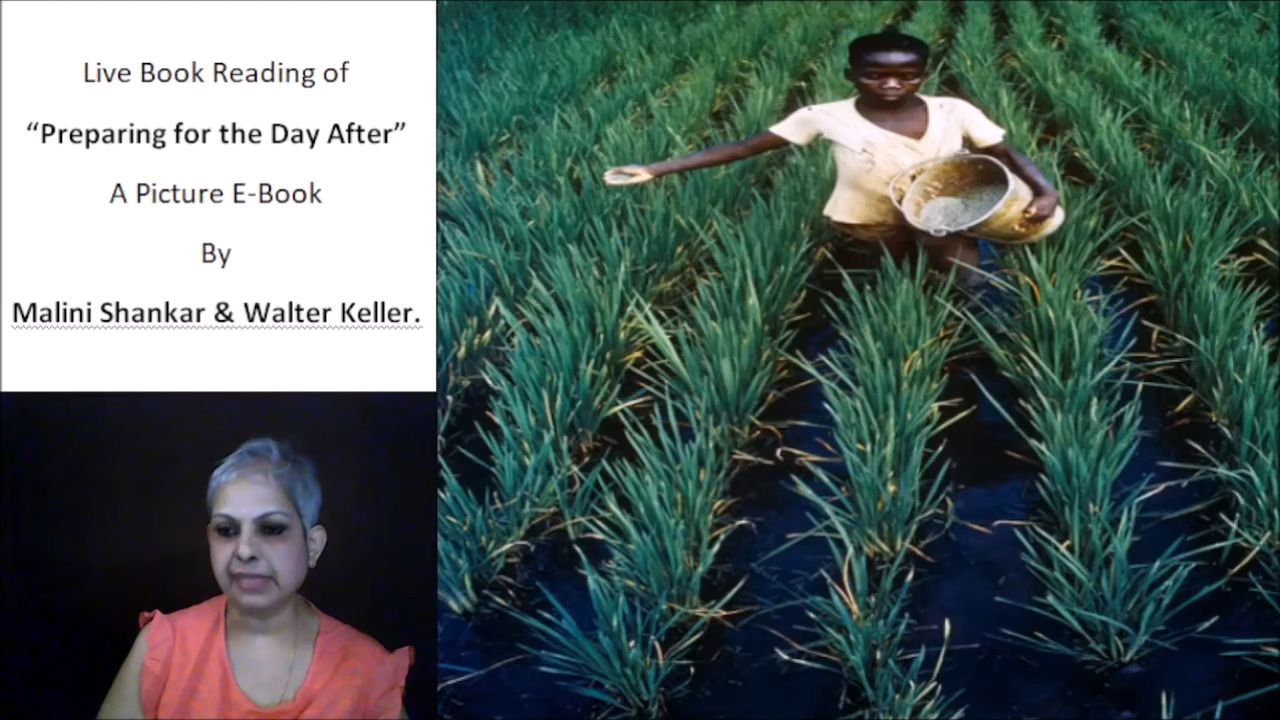 Live Book Reading of
“Preparing for the Day After”
A Picture E-Book
By
Malini Shankar & Walter Keller.